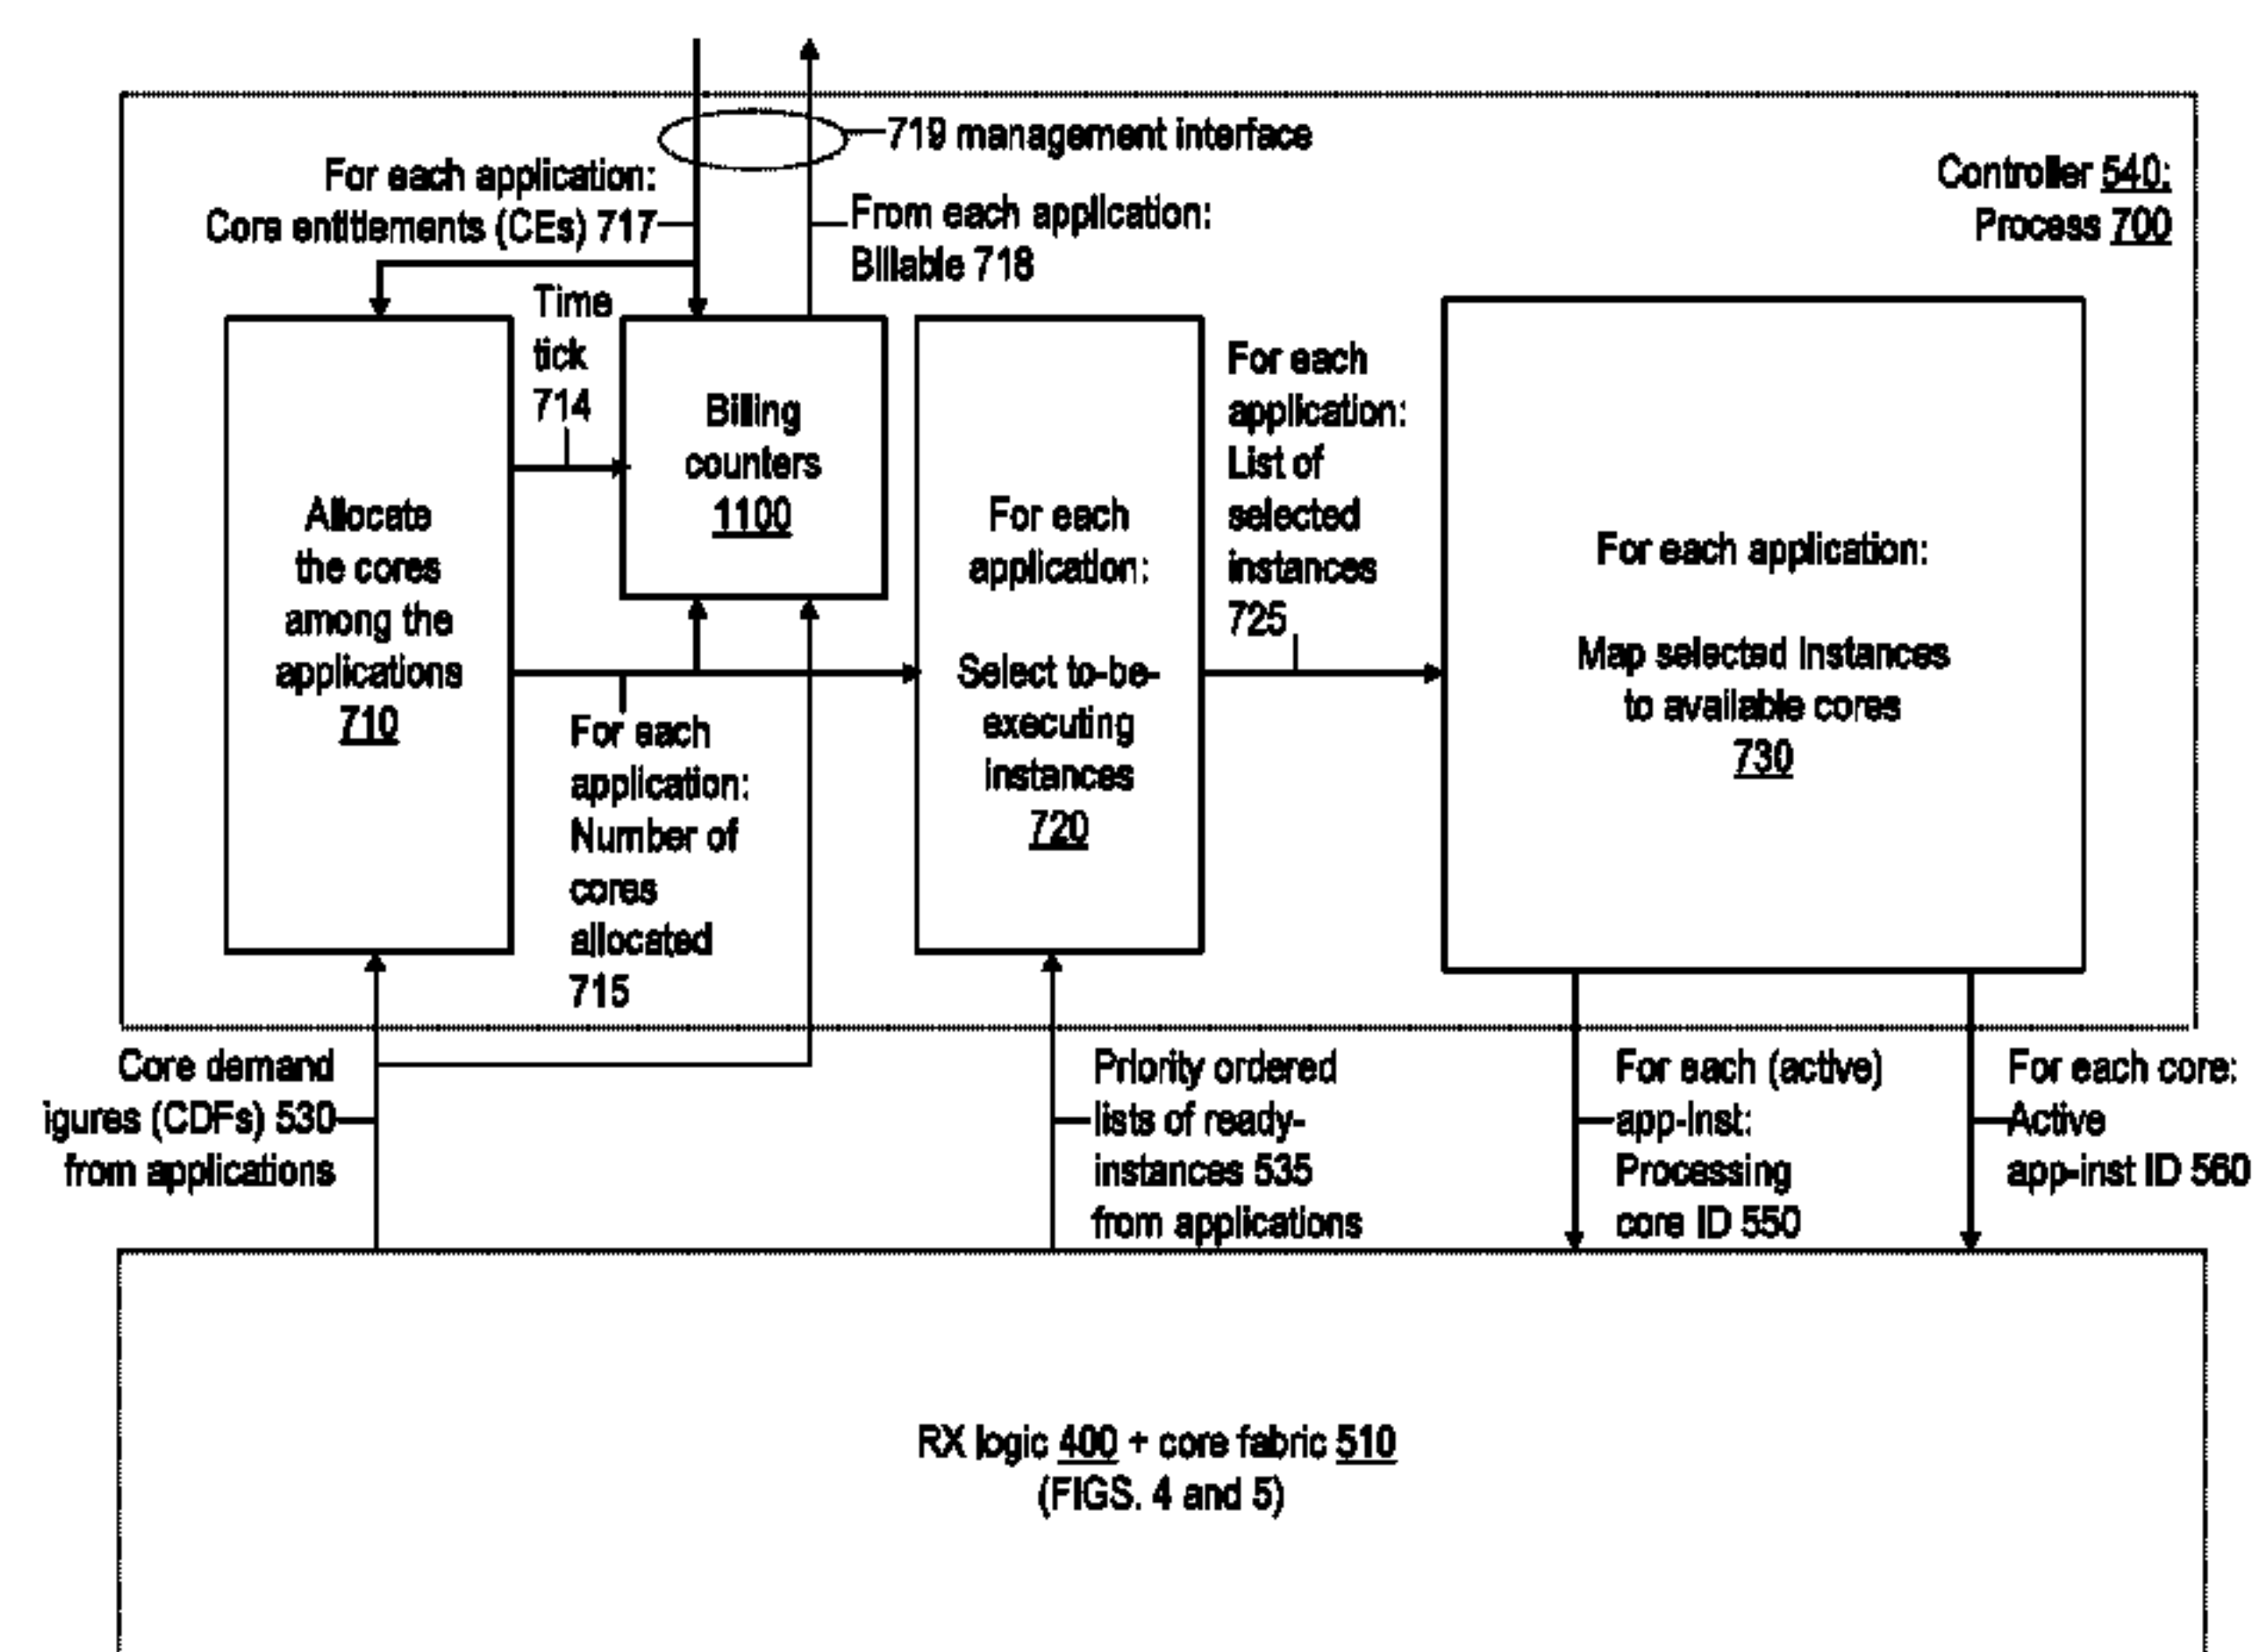 719 management interface
For each application:
Core entitlements (CEs) 717
From each application:
Billable 718
Controller 540:
Process 700
Time
tick
714
Billing
counters
1100
Allocate
the cores
among the
applications
710
For each
application:
Number of
cores
allocated
715
For each
application:
Select to-be-
executing
instances
720
For each
application:
List of
selected
instances
725
For each application:
Map selected instances
to available cores
730
Core demand
igures (CDFs) 530
from applications
Priority ordered
lists of ready-
instances 535
from applications
For each (active)
app-inst:
Processing
core ID 550
For each core:
Active
app-inst ID 560
RX logic 400 + core fabric 510
(FIGS. 4 and 5)